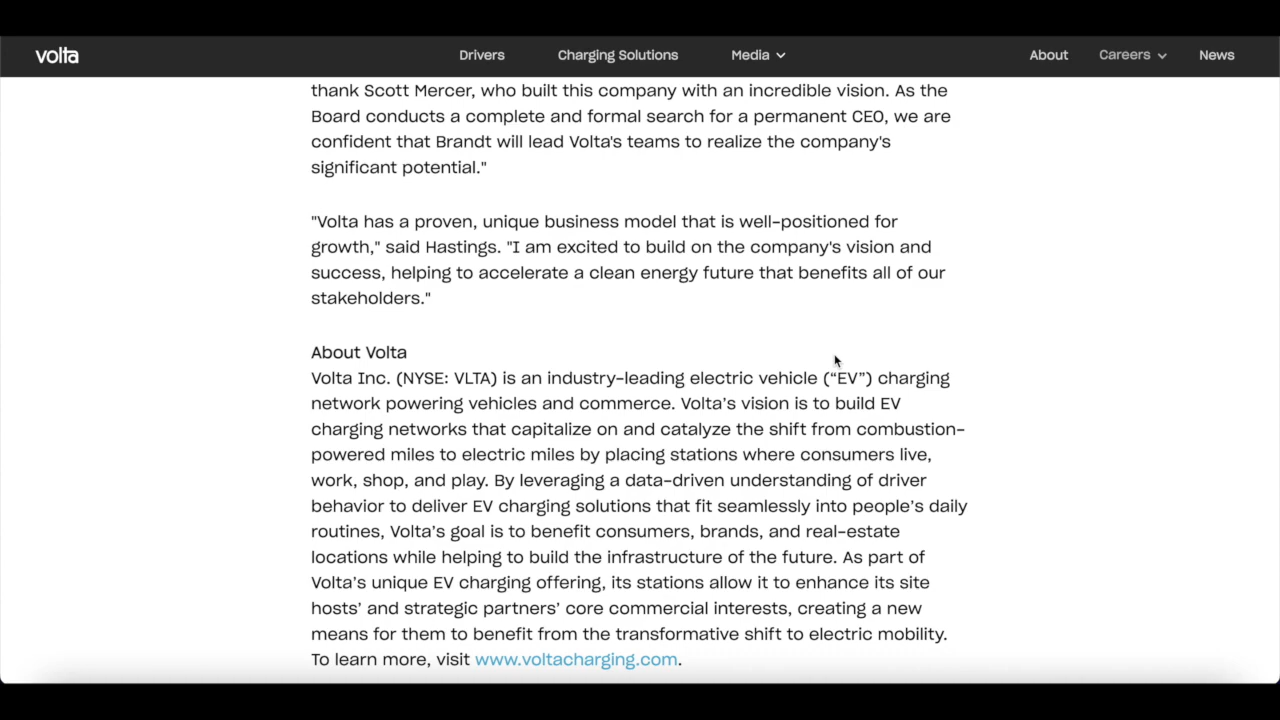 volta
Drivers
Charging Solutions
Media
About
Careers
News
thank Scott Mercer, who built this company with an incredible vision. As the
Board conducts a complete and formal search for a permanent CEO, we are
confident that Brandt will lead Volta's teams to realize the company's
significant potential."
"Volta has a proven, unique business model that is well-positioned for
growth," said Hastings. "I am excited to build on the company's vision and
success, helping to accelerate a clean energy future that benefits all of our
stakeholders."
About Volta
Volta Inc. (NYSE: VLTA) is an industry-leading electric vehicle (“EV”) charging
network powering vehicles and commerce. Volta’s vision is to build EV
charging networks that capitalize on and catalyze the shift from combustion-
powered miles to electric miles by placing stations where consumers live,
work, shop, and play. By leveraging a data-driven understanding of driver
behavior to deliver EV charging solutions that fit seamlessly into people’s daily
routines, Volta’s goal is to benefit consumers, brands, and real-estate
locations while helping to build the infrastructure of the future. As part of
Volta’s unique EV charging offering, its stations allow it to enhance its site
hosts’ and strategic partners’ core commercial interests, creating a new
means for them to benefit from the transformative shift to electric mobility.
To learn more, visit www.voltacharging.com.